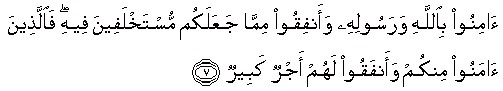 ءَامِنُوا۟ بِٱللَّهِ وَرَسُولِهِۦ وَأَنفِقُوا۟ مِمَّا جَعَلَكُم مُّسْتَخْلَفِينَ فِيهِ ۖ فَٱلَّذِينَ
ءَامَنُوا۟ مِنكُمْ وَأَنفَقُوا۟ لَهُمْ أَجْرٌ كَبِيرٌ ٧